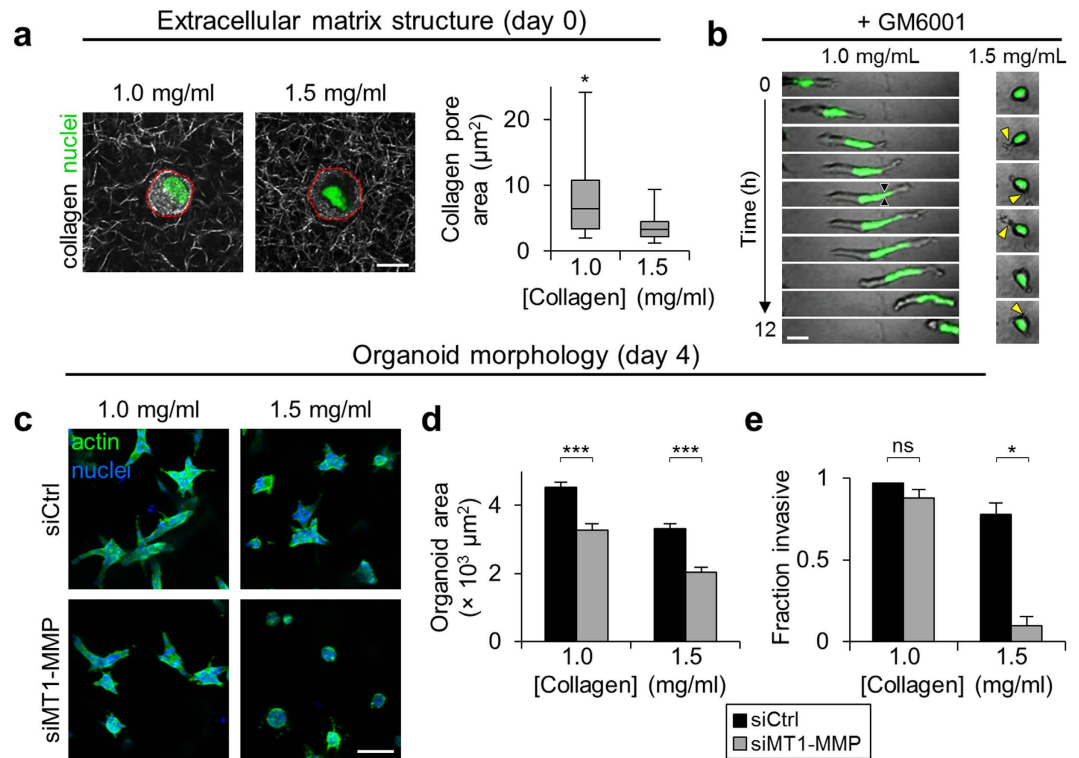 a
Extracellular matrix structure (day 0)
1.0 mg/ml
1.5 mg/ml
collagen nuclei
Collagen pore
area (µm²)
20
10
0
*
1.0
1.5
[Collagen] (mg/ml)
b
+ GM6001
1.0 mg/mL
1.5 mg/mL
0
Time (h)
12
Organoid morphology (day 4)
c
1.0 mg/ml
1.5 mg/ml
actin
nuclei
siCtrl
siMT1-MMP
d
Organoid area
(× 10³ µm²)
4
2
0
***
***
1.0
1.5
[Collagen] (mg/ml)
e
Fraction invasive
1
0.5
0
ns
*
1.0
1.5
[Collagen] (mg/ml)
siCtrl
siMT1-MMP